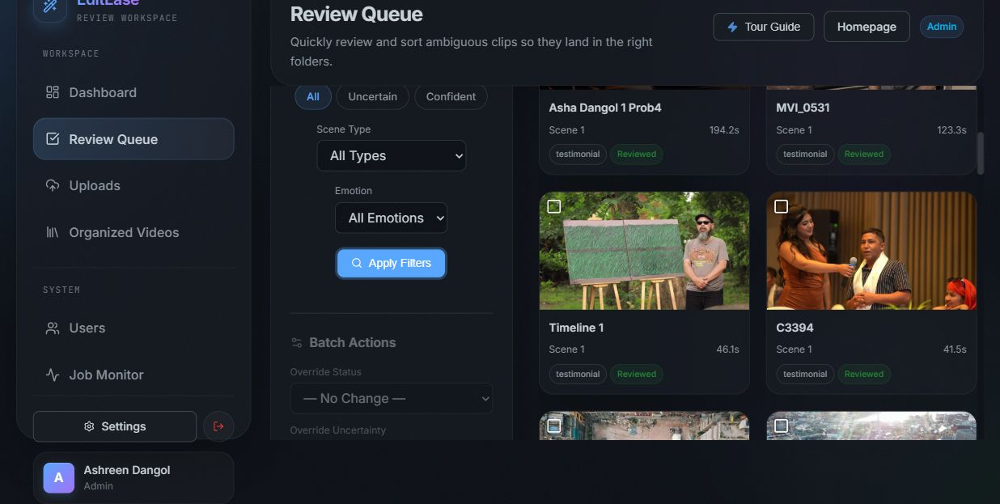 EditEase
REVIEW WORKSPACE
WORKSPACE
Dashboard
Review Queue
Uploads
Organized Videos
SYSTEM
Users
Job Monitor
Settings
A
Ashreen Dangol
Admin
Review Queue
Quickly review and sort ambiguous clips so they land in the right
folders.
Tour Guide
Homepage
Admin
All
Uncertain
Confident
Scene Type
All Types
Emotion
All Emotions
Apply Filters
Batch Actions
Override Status
— No Change —
Override Uncertainty
Asha Dangol 1 Prob4
Scene 1 194.2s
testimonial Reviewed
MVI_0531
Scene 1 123.3s
testimonial Reviewed
Timeline 1
Scene 1 46.1s
testimonial Reviewed
C3394
Scene 1 41.5s
testimonial Reviewed